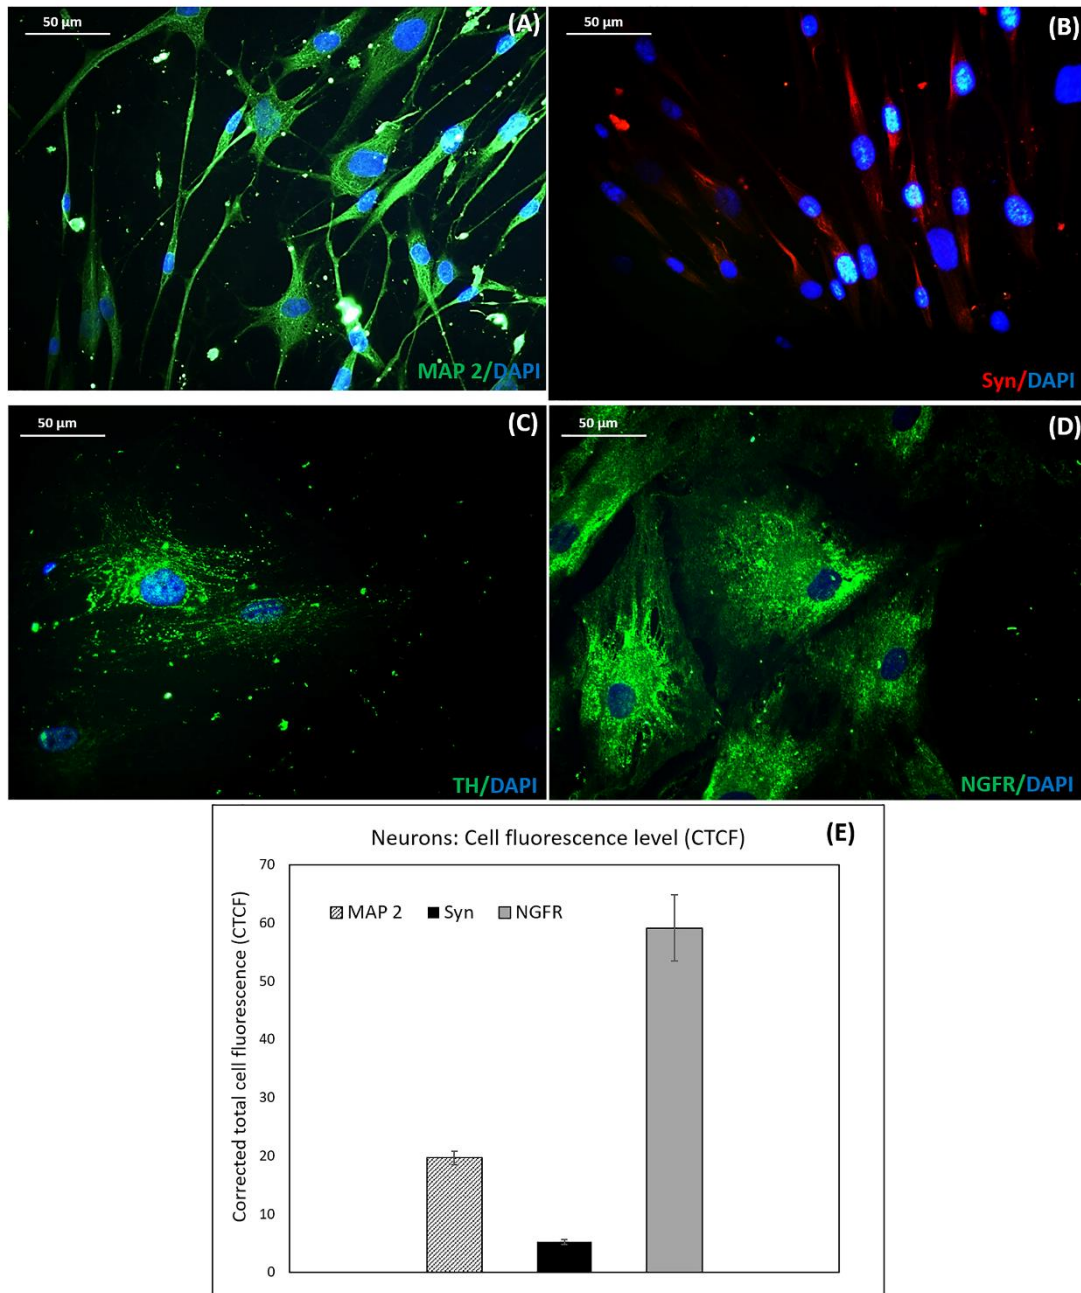 50 µm
(A)
MAP 2/DAPI
50 µm
(B)
Syn/DAPI
50 µm
(C)
TH/DAPI
50 µm
(D)
NGFR/DAPI
(E)
Neurons: Cell fluorescence level (CTCF)
Corrected total cell fluorescence (CTCF)
70
60
50
40
30
20
10
0
MAP 2 Syn NGFR